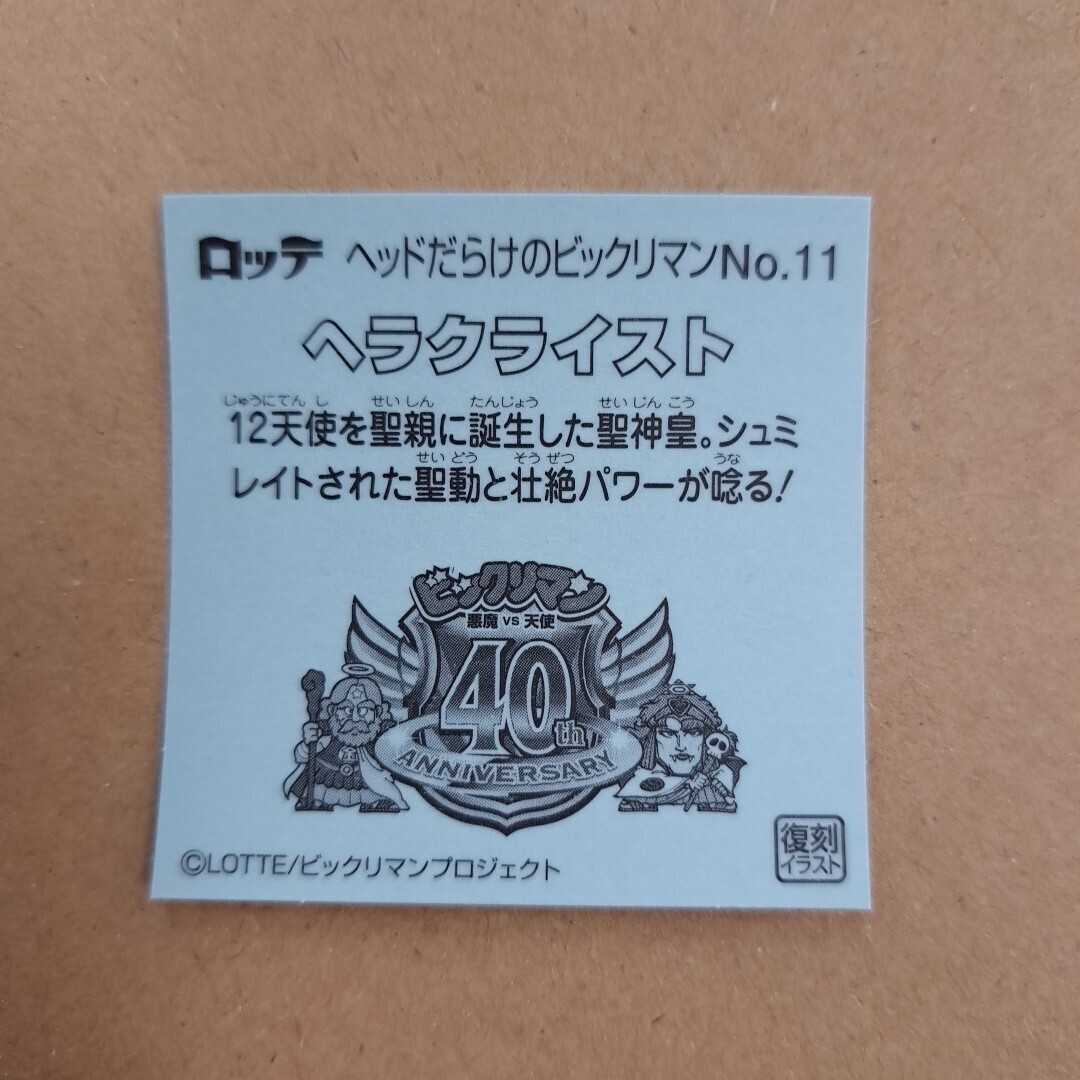 ロッテ ヘッドだらけのビックリマンNo.11
ヘラクライスト
じゅうにてんし せいしん たんじょう せいじんこう
12天使を聖親に誕生した聖神皇。シュミ
せいどう そうぜつ うな
レイトされた聖動と壮絶パワーが唸る!
ビックリマン
悪魔 VS 天使
40th
ANNIVERSARY
©LOTTE/ビックリマンプロジェクト
復刻
イラスト